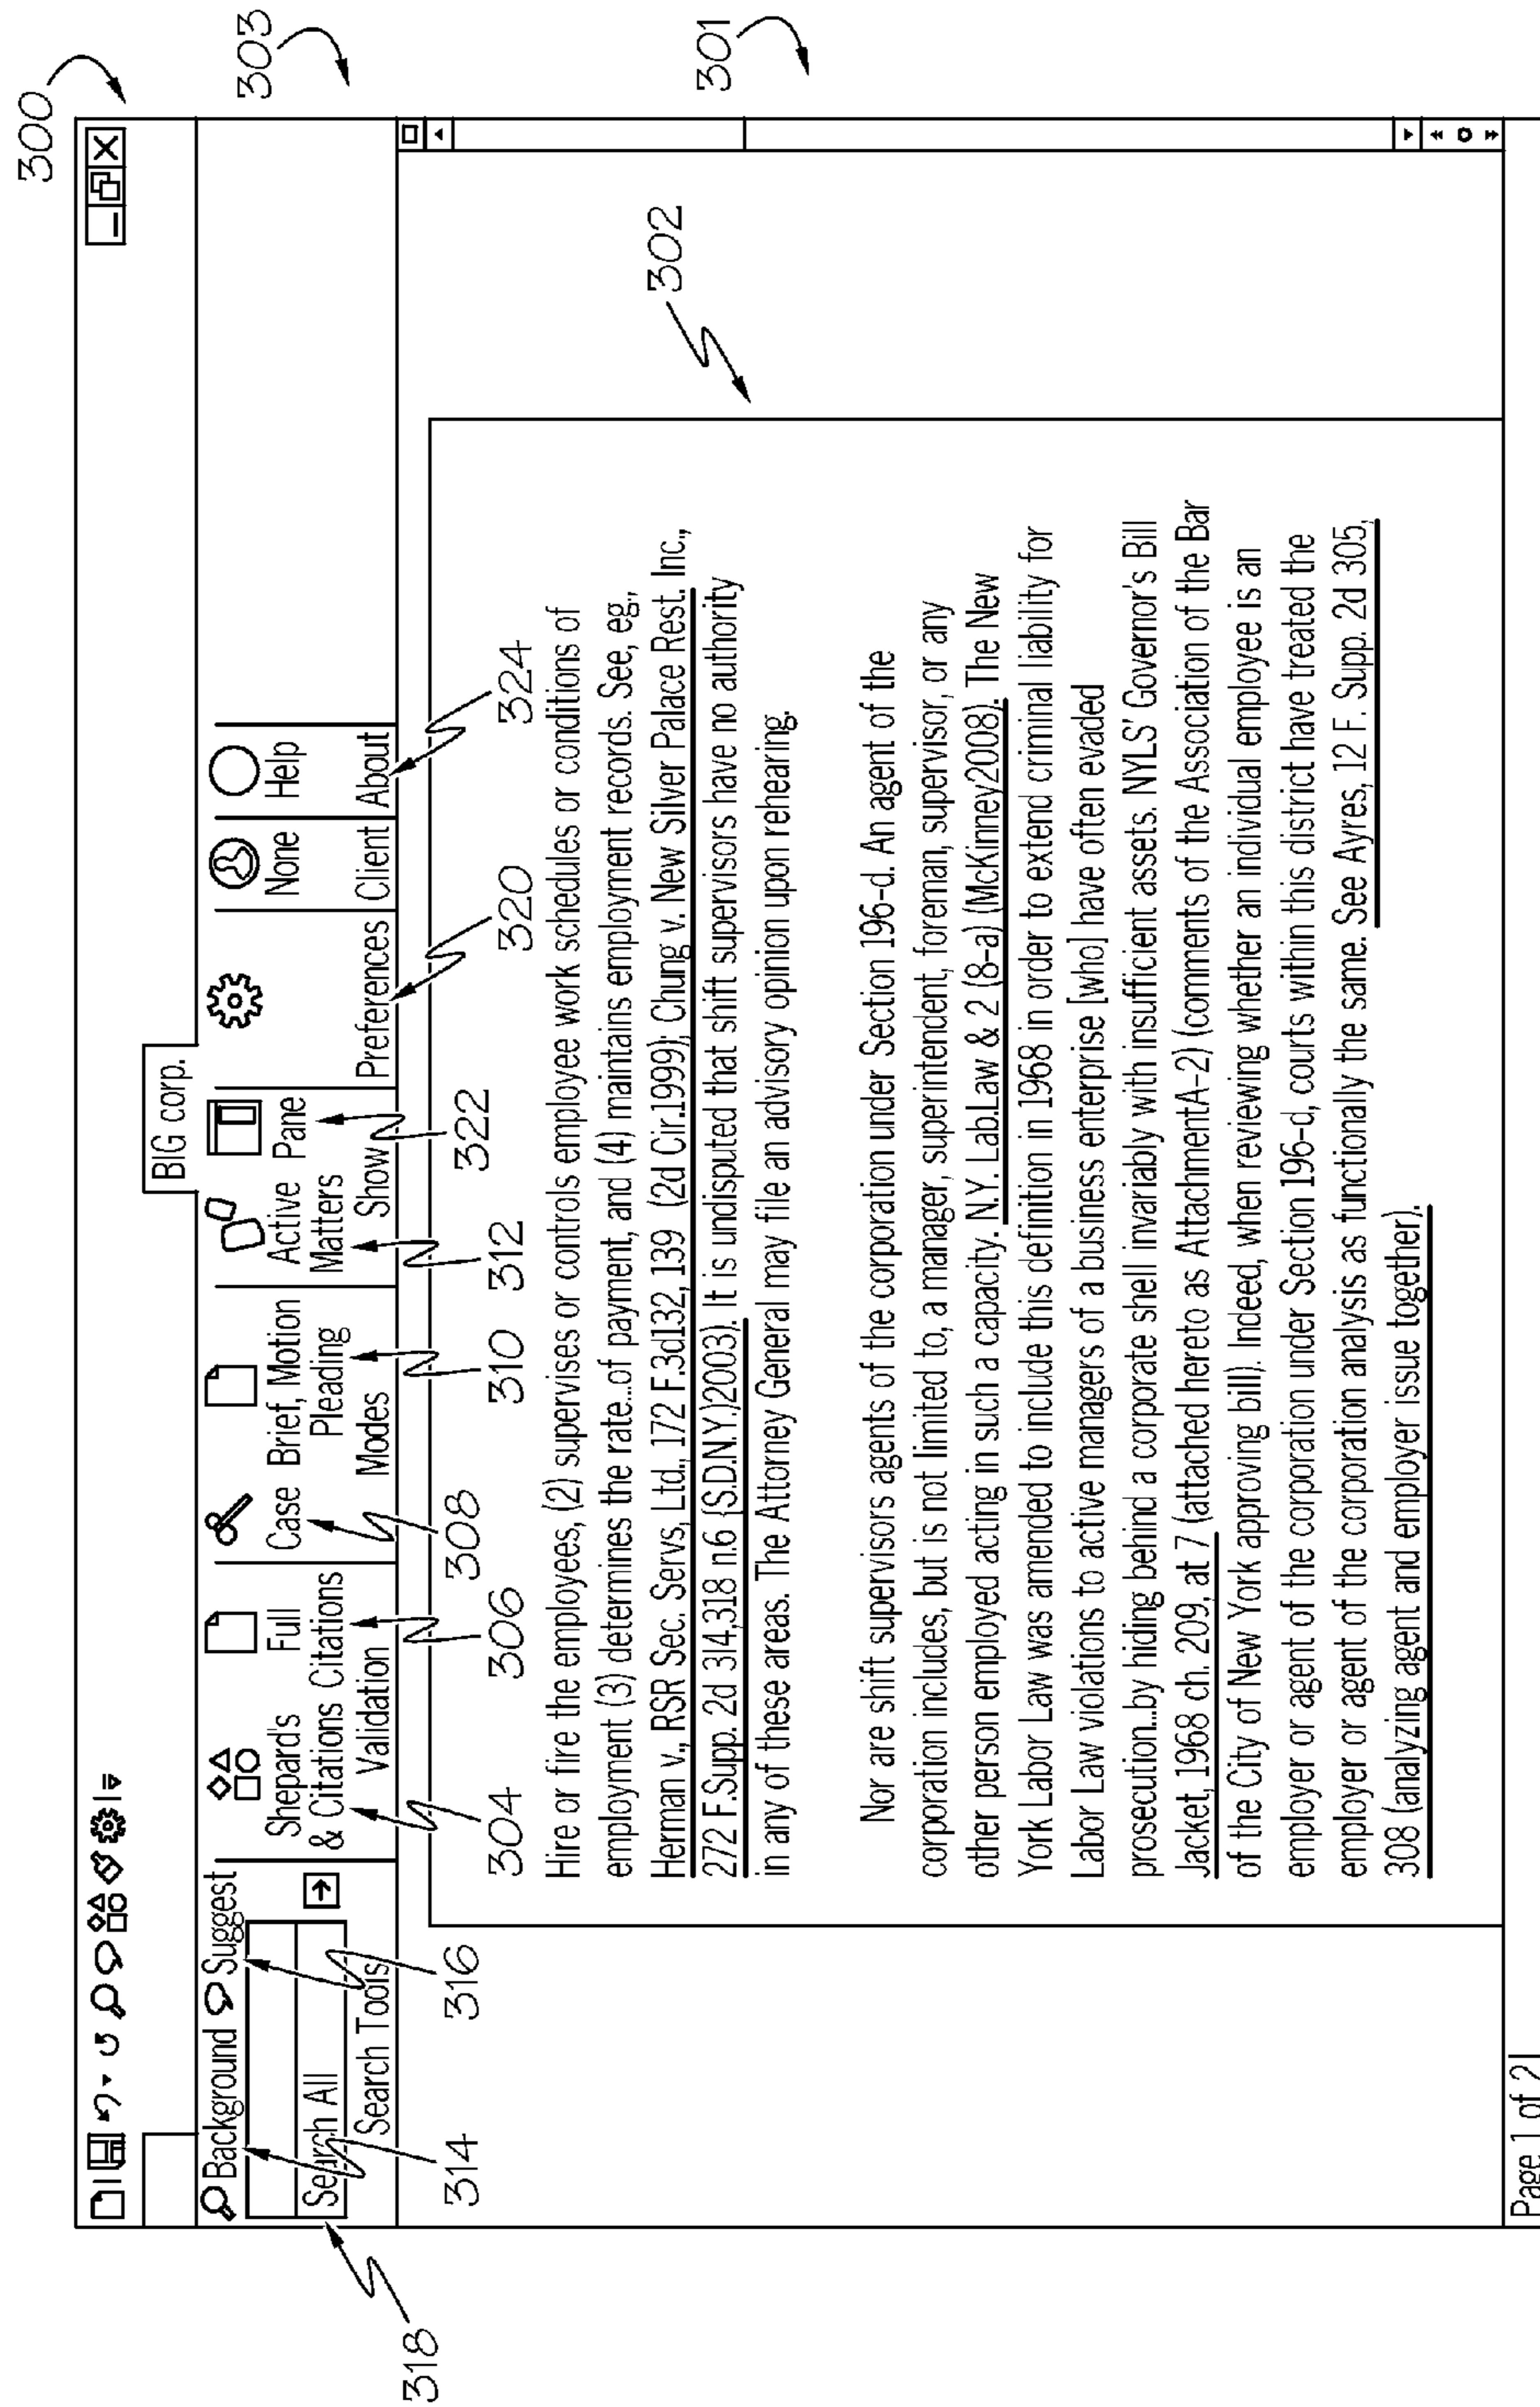 300
303
301
BIG corp.
Background Suggest
Search All
Search Tools
Shepard's Full
& Citations Citations
Validation
Case Brief, Motion
Pleading
Modes
Active Pane
Matters
Show
Preferences
None
Client
Help
About
318
314
316
304
306
308
310
312
322
320
324
302
Hire or fire the employees, (2) supervises or controls employee work schedules or conditions of
employment (3) determines the rate...of payment, and (4) maintains employment records. See, eg.,
Herman v., RSR Sec. Servs, Ltd., 172 F.3d132, 139 (2d Cir.1999); Chung v. New Silver Palace Rest. Inc.,
272 F.Supp. 2d 3l4,318 n.6 {S.D.N.Y.)2003). It is undisputed that shift supervisors have no authority
in any of these areas. The Attorney General may file an advisory opinion upon rehearing.
Nor are shift supervisors agents of the corporation under Section 196-d. An agent of the
corporation includes, but is not limited to, a manager, superintendent, foreman, supervisor, or any
other person employed acting in such a capacity. N.Y. Lab.Law & 2 (8-a) (McKinney2008). The New
York Labor Law was amended to include this definition in 1968 in order to extend criminal liability for
Labor Law violations to active managers of a business enterprise [who] have often evaded
prosecution...by hiding behind a corporate shell invariably with insufficient assets. NYLS' Governor's Bill
Jacket, 1968 ch. 209, at 7 (attached hereto as AttachmentA-2) (comments of the Association of the Bar
of the City of New York approving bill). Indeed, when reviewing whether an individual employee is an
employer or agent of the corporation under Section 196-d, courts within this district have treated the
employer or agent of the corporation analysis as functionally the same. See Ayres, 12 F. Supp. 2d 305,
308 (analyzing agent and employer issue together).
Page 1 of 2